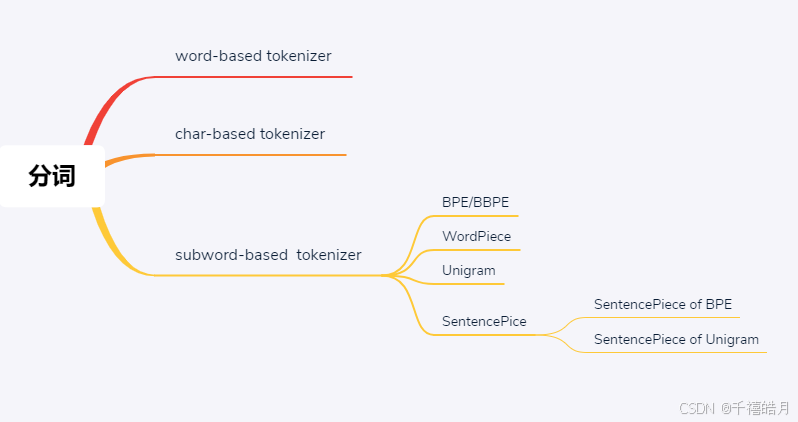 word-based tokenizer
char-based tokenizer
分词
BPE/BBPE
WordPiece
subword-based  tokenizer
Unigram
SentencePiece of BPE
SentencePice
SentencePiece of Unigram
CSDN @千禧皓月